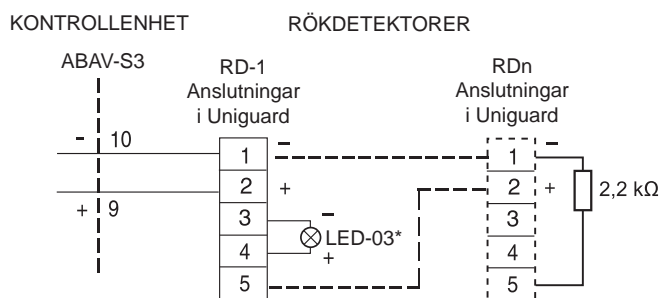 KONTROLLENHET RÖKDETEKTORER
ABAV-S3
RD-1
Anslutningar
i Uniguard
RDn
Anslutningar
i Uniguard
- 10
+ 9
1 -
2 +
3 -
4 +
5
LED-03*
1 -
2 +
3
4
5
2,2 kΩ